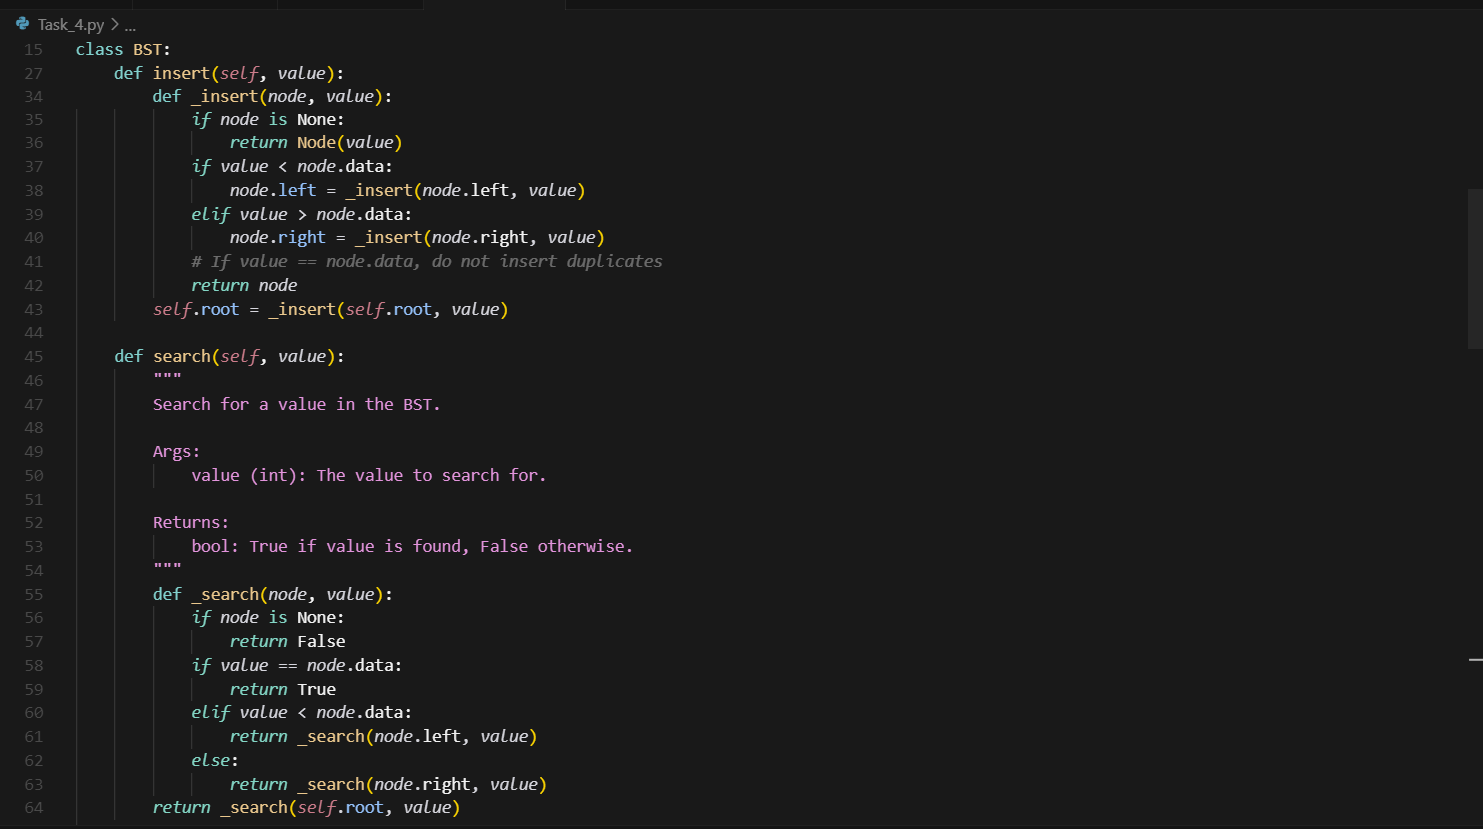 Task_4.py > ...
15 class BST:
27     def insert(self, value):
34         def _insert(node, value):
35             if node is None:
36                 return Node(value)
37             if value < node.data:
38                 node.left = _insert(node.left, value)
39             elif value > node.data:
40                 node.right = _insert(node.right, value)
41             # If value == node.data, do not insert duplicates
42             return node
43         self.root = _insert(self.root, value)
44
45     def search(self, value):
46         """
47         Search for a value in the BST.
48
49         Args:
50             value (int): The value to search for.
51
52         Returns:
53             bool: True if value is found, False otherwise.
54         """
55         def _search(node, value):
56             if node is None:
57                 return False
58             if value == node.data:
59                 return True
60             elif value < node.data:
61                 return _search(node.left, value)
62             else:
63                 return _search(node.right, value)
64         return _search(self.root, value)